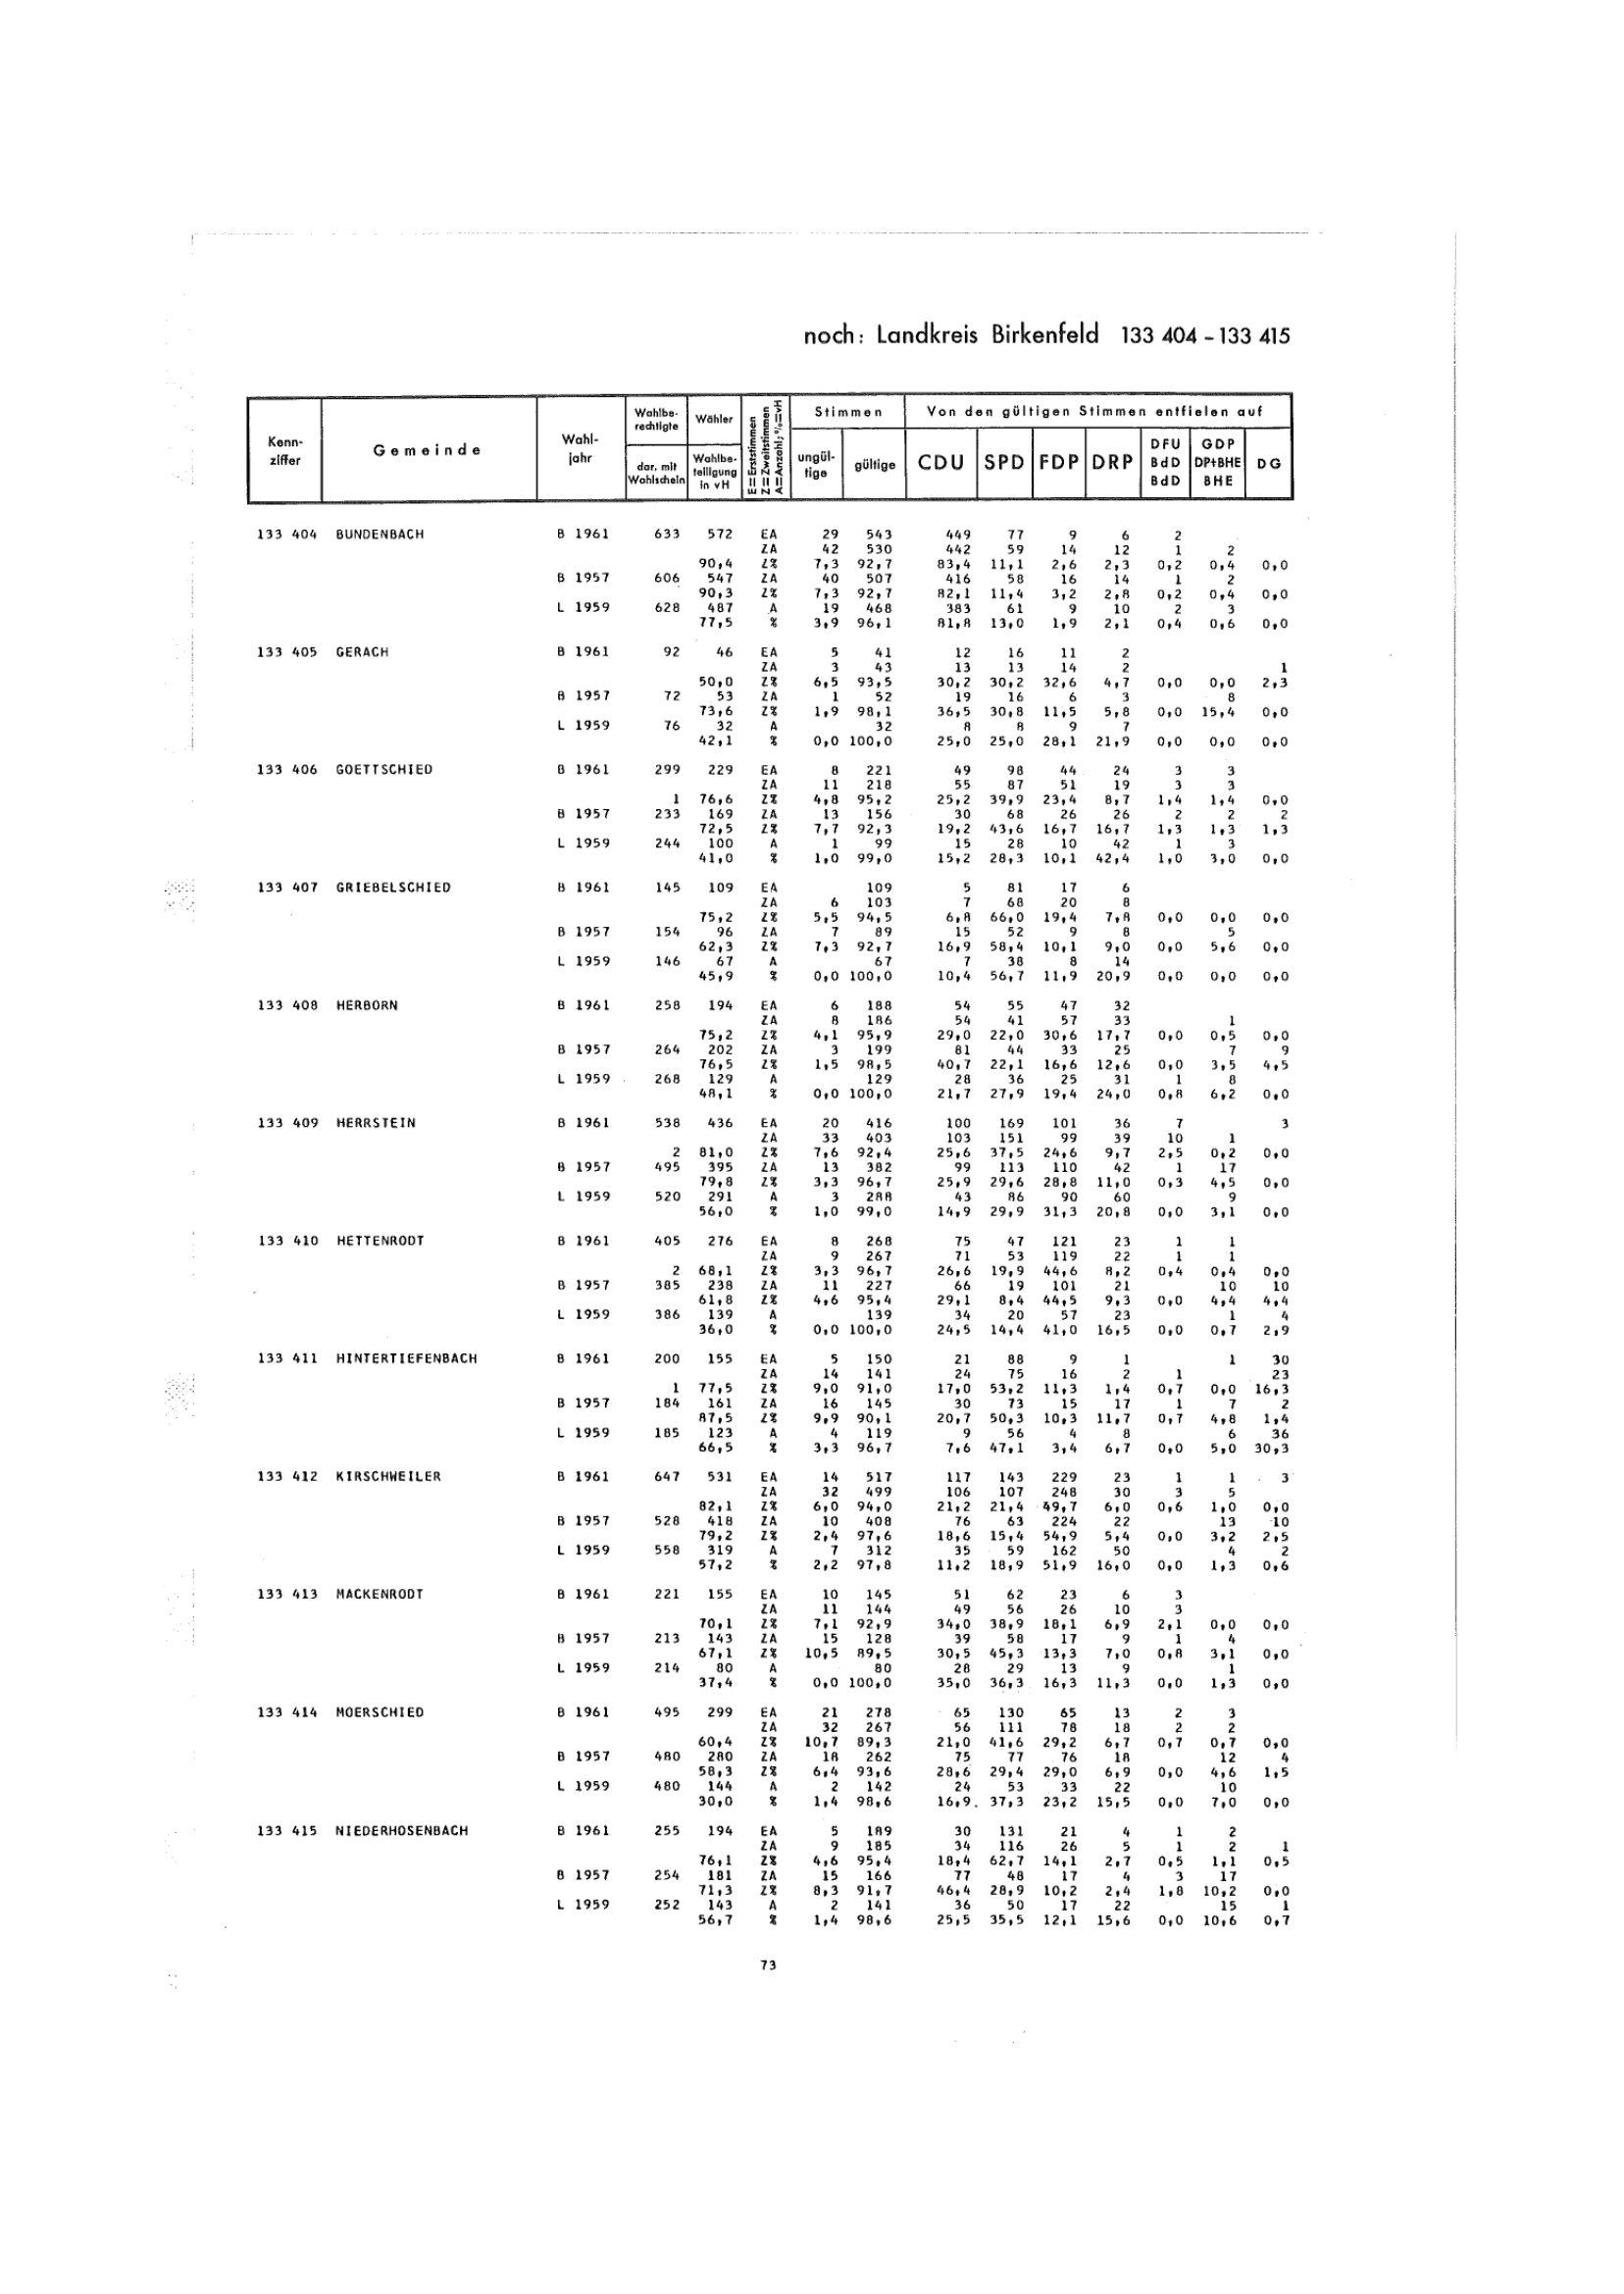 noch: Landkreis Birkenfeld 133 404 – 133 415
Kenn-ziffer Gemeinde Wahl-jahr Wahlbe-rechtigte dar. mit Wahlschein Wähler Wahlbe-teiligung in vH E=Erststimmen Z=Zweitstimmen A=Anzahl; %=vH Stimmen ungül-tige gültige Von den gültigen Stimmen entfielen auf CDU SPD FDP DRP DFU BdD BdD GDP DP+BHE BHE DG
133 404 BUNDENBACH B 1961 633 572 EA 29 543 449 77 9 6 2
ZA 42 530 442 59 14 12 1 2
90,4 Z% 7,3 92,7 83,4 11,1 2,6 2,3 0,2 0,4 0,0
B 1957 606 547 ZA 40 507 416 58 16 14 1 2
90,3 Z% 7,3 92,7 82,1 11,4 3,2 2,8 0,2 0,4 0,0
L 1959 628 487 A 19 468 383 61 9 10 2 3
77,5 % 3,9 96,1 81,8 13,0 1,9 2,1 0,4 0,6 0,0
133 405 GERACH B 1961 92 46 EA 5 41 12 16 11 2
ZA 3 43 13 13 14 2 1
50,0 Z% 6,5 93,5 30,2 30,2 32,6 4,7 0,0 0,0 2,3
B 1957 72 53 ZA 1 52 19 16 6 3 8
73,6 Z% 1,9 98,1 36,5 30,8 11,5 5,8 0,0 15,4 0,0
L 1959 76 32 A 32 8 8 9 7
42,1 % 0,0 100,0 25,0 25,0 28,1 21,9 0,0 0,0 0,0
133 406 GOETTSCHIED B 1961 299 229 EA 8 221 49 98 44 24 3 3
ZA 11 218 55 87 51 19 3 3
1 76,6 Z% 4,8 95,2 25,2 39,9 23,4 8,7 1,4 1,4 0,0
B 1957 233 169 ZA 13 156 30 68 26 26 2 2 2
72,5 Z% 7,7 92,3 19,2 43,6 16,7 16,7 1,3 1,3 1,3
L 1959 244 100 A 1 99 15 28 10 42 1 3
41,0 % 1,0 99,0 15,2 28,3 10,1 42,4 1,0 3,0 0,0
133 407 GRIEBELSCHIED B 1961 145 109 EA 109 5 81 17 6
ZA 6 103 7 68 20 8
75,2 Z% 5,5 94,5 6,8 66,0 19,4 7,8 0,0 0,0 0,0
B 1957 154 96 ZA 7 89 15 52 9 8 5
62,3 Z% 7,3 92,7 16,9 58,4 10,1 9,0 0,0 5,6 0,0
L 1959 146 67 A 67 7 38 8 14
45,9 % 0,0 100,0 10,4 56,7 11,9 20,9 0,0 0,0 0,0
133 408 HERBORN B 1961 258 194 EA 6 188 54 55 47 32
ZA 8 186 54 41 57 33 1
75,2 Z% 4,1 95,9 29,0 22,0 30,6 17,7 0,0 0,5 0,0
B 1957 264 202 ZA 3 199 81 44 33 25 7 9
76,5 Z% 1,5 98,5 40,7 22,1 16,6 12,6 0,0 3,5 4,5
L 1959 268 129 A 129 28 36 25 31 1 8
48,1 % 0,0 100,0 21,7 27,9 19,4 24,0 0,8 6,2 0,0
133 409 HERRSTEIN B 1961 538 436 EA 20 416 100 169 101 36 7 3
ZA 33 403 103 151 99 39 10 1
2 81,0 Z% 7,6 92,4 25,6 37,5 24,6 9,7 2,5 0,2 0,0
B 1957 495 395 ZA 13 382 99 113 110 42 1 17
79,8 Z% 3,3 96,7 25,9 29,6 28,8 11,0 0,3 4,5 0,0
L 1959 520 291 A 3 288 43 86 90 60 9
56,0 % 1,0 99,0 14,9 29,9 31,3 20,8 0,0 3,1 0,0
133 410 HETTENRODT B 1961 405 276 EA 8 268 75 47 121 23 1 1
ZA 9 267 71 53 119 22 1 1
2 68,1 Z% 3,3 96,7 26,6 19,9 44,6 8,2 0,4 0,4 0,0
B 1957 385 238 ZA 11 227 66 19 101 21 10 10
61,8 Z% 4,6 95,4 29,1 8,4 44,5 9,3 0,0 4,4 4,4
L 1959 386 139 A 139 34 20 57 23 1 4
36,0 % 0,0 100,0 24,5 14,4 41,0 16,5 0,0 0,7 2,9
133 411 HINTERTIEFENBACH B 1961 200 155 EA 5 150 21 88 9 1 1 30
ZA 14 141 24 75 16 2 1 23
1 77,5 Z% 9,0 91,0 17,0 53,2 11,3 1,4 0,7 0,0 16,3
B 1957 184 161 ZA 16 145 30 73 15 17 1 7 2
87,5 Z% 9,9 90,1 20,7 50,3 10,3 11,7 0,7 4,8 1,4
L 1959 185 123 A 4 119 9 56 4 8 6 36
66,5 % 3,3 96,7 7,6 47,1 3,4 6,7 0,0 5,0 30,3
133 412 KIRSCHWEILER B 1961 647 531 EA 14 517 117 143 229 23 1 1 3
ZA 32 499 106 107 248 30 3 5
82,1 Z% 6,0 94,0 21,2 21,4 49,7 6,0 0,6 1,0 0,0
B 1957 528 418 ZA 10 408 76 63 224 22 13 10
79,2 Z% 2,4 97,6 18,6 15,4 54,9 5,4 0,0 3,2 2,5
L 1959 558 319 A 7 312 35 59 162 50 4 2
57,2 % 2,2 97,8 11,2 18,9 51,9 16,0 0,0 1,3 0,6
133 413 MACKENRODT B 1961 221 155 EA 10 145 51 62 23 6 3
ZA 11 144 49 56 26 10 3
70,1 Z% 7,1 92,9 34,0 38,9 18,1 6,9 2,1 0,0 0,0
B 1957 213 143 ZA 15 128 39 58 17 9 1 4
67,1 Z% 10,5 89,5 30,5 45,3 13,3 7,0 0,8 3,1 0,0
L 1959 214 80 A 80 28 29 13 9 1
37,4 % 0,0 100,0 35,0 36,3 16,3 11,3 0,0 1,3 0,0
133 414 MOERSCHIED B 1961 495 299 EA 21 278 65 130 65 13 2 3
ZA 32 267 56 111 78 18 2 2
60,4 Z% 10,7 89,3 21,0 41,6 29,2 6,7 0,7 0,7 0,0
B 1957 480 280 ZA 18 262 75 77 76 18 12 4
58,3 Z% 6,4 93,6 28,6 29,4 29,0 6,9 0,0 4,6 1,5
L 1959 480 144 A 2 142 24 53 33 22 10
30,0 % 1,4 98,6 16,9 37,3 23,2 15,5 0,0 7,0 0,0
133 415 NIEDERHOSENBACH B 1961 255 194 EA 5 189 30 131 21 4 1 2
ZA 9 185 34 116 26 5 1 2 1
76,1 Z% 4,6 95,4 18,4 62,7 14,1 2,7 0,5 1,1 0,5
B 1957 254 181 ZA 15 166 77 48 17 4 3 17
71,3 Z% 8,3 91,7 46,4 28,9 10,2 2,4 1,8 10,2 0,0
L 1959 252 143 A 2 141 36 50 17 22 15 1
56,7 % 1,4 98,6 25,5 35,5 12,1 15,6 0,0 10,6 0,7
73